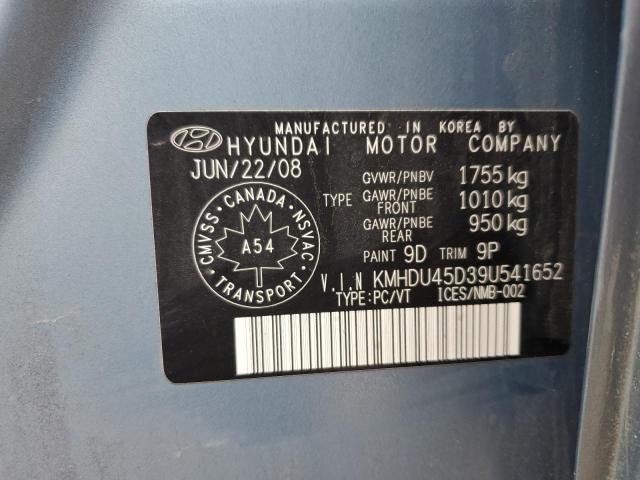 MANUFACTURED IN KOREA BY
HYUNDAI MOTOR COMPANY
JUN/22/08
GVWR/PNBV 1755 kg
TYPE GAWR/PNBE FRONT 1010 kg
GAWR/PNBE REAR 950 kg
PAINT 9D TRIM 9P
CMVSS CANADA NSVAC
A54
TRANSPORT
V.I.N KMHDU45D39U541652
TYPE:PC/VT ICES/NMB-002